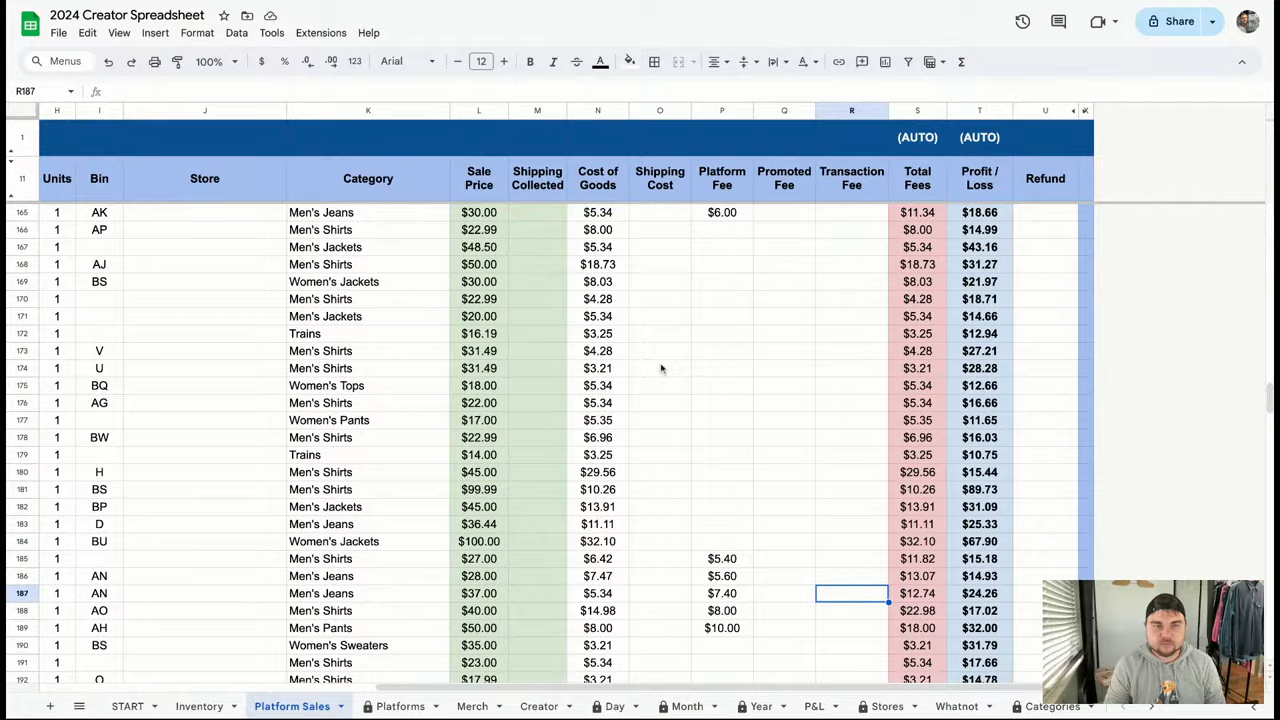 2024 Creator Spreadsheet
File Edit View Insert Format Data Tools Extensions Help
Share
Menus 100% $ % .0 .00 123 Arial 12 B I A
R187 fx
H I J K L M N O P Q R S T U X
1 (AUTO) (AUTO)
11 Units Bin Store Category Sale Price Shipping Collected Cost of Goods Shipping Cost Platform Fee Promoted Fee Transaction Fee Total Fees Profit / Loss Refund
165 1 AK Men's Jeans $30.00 $5.34 $6.00 $11.34 $18.66
166 1 AP Men's Shirts $22.99 $8.00 $8.00 $14.99
167 1 Men's Jackets $48.50 $5.34 $5.34 $43.16
168 1 AJ Men's Shirts $50.00 $18.73 $18.73 $31.27
169 1 BS Women's Jackets $30.00 $8.03 $8.03 $21.97
170 1 Men's Shirts $22.99 $4.28 $4.28 $18.71
171 1 Men's Jackets $20.00 $5.34 $5.34 $14.66
172 1 Trains $16.19 $3.25 $3.25 $12.94
173 1 V Men's Shirts $31.49 $4.28 $4.28 $27.21
174 1 U Men's Shirts $31.49 $3.21 $3.21 $28.28
175 1 BQ Women's Tops $18.00 $5.34 $5.34 $12.66
176 1 AG Men's Shirts $22.00 $5.34 $5.34 $16.66
177 1 Women's Pants $17.00 $5.35 $5.35 $11.65
178 1 BW Men's Shirts $22.99 $6.96 $6.96 $16.03
179 1 Trains $14.00 $3.25 $3.25 $10.75
180 1 H Men's Shirts $45.00 $29.56 $29.56 $15.44
181 1 BS Men's Shirts $99.99 $10.26 $10.26 $89.73
182 1 BP Men's Jackets $45.00 $13.91 $13.91 $31.09
183 1 D Men's Jeans $36.44 $11.11 $11.11 $25.33
184 1 BU Women's Jackets $100.00 $32.10 $32.10 $67.90
185 1 Men's Shirts $27.00 $6.42 $5.40 $11.82 $15.18
186 1 AN Men's Jeans $28.00 $7.47 $5.60 $13.07 $14.93
187 1 AN Men's Jeans $37.00 $5.34 $7.40 $12.74 $24.26
188 1 AO Men's Shirts $40.00 $14.98 $8.00 $22.98 $17.02
189 1 AH Men's Pants $50.00 $8.00 $10.00 $18.00 $32.00
190 1 BS Women's Sweaters $35.00 $3.21 $3.21 $31.79
191 1 Men's Shirts $23.00 $5.34 $5.34 $17.66
192 1 O Men's Shirts $17.99 $3.21 $3.21 $14.78
START Inventory Platform Sales Platforms Merch Creator Day Month Year P&L Stores Whatnot Categories